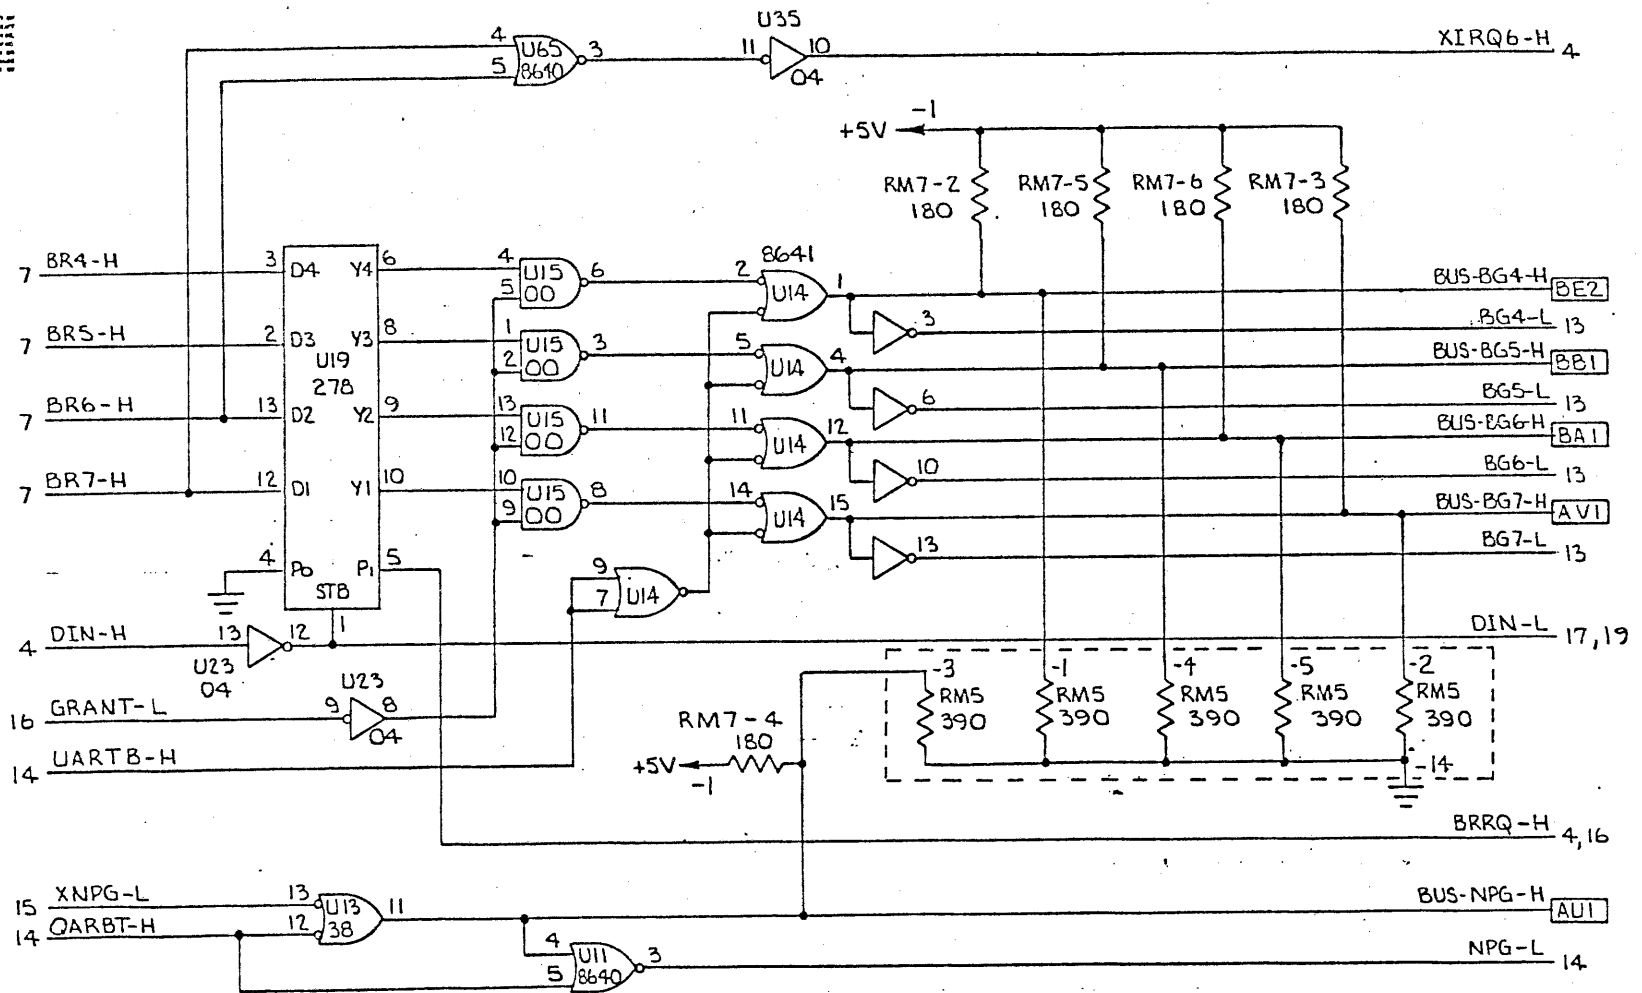 U35
4 U65 3 11 10 XIRQ6-H 4
5 8640 04
-1
+5V
RM7-2 RM7-5 RM7-6 RM7-3
180 180 180 180
8641
7 BR4-H 3 D4 Y4 6 4 U15 6 2 U14 1 BUS-BG4-H BE2
5 00 3 BG4-L 13
7 BR5-H 2 D3 Y3 8 1 U15 3 5 U14 4 BUS-BG5-H BB1
U19 2 00 6 BG5-L 13
278
7 BR6-H 13 D2 Y2 9 13 U15 11 11 U14 12 BUS-BG6-H BA1
12 00 10 BG6-L 13
7 BR7-H 12 D1 Y1 10 10 U15 8 14 U14 15 BUS-BG7-H AV1
9 00 13 BG7-L 13
4 P0 P1 5 9 U14
STB 7
4 DIN-H 13 12 1 DIN-L 17,19
U23
04
-3 -1 -4 -5 -2
RM5 RM5 RM5 RM5 RM5
390 390 390 390 390
U23
16 GRANT-L 9 8
04
RM7-4
180
14 UARTB-H +5V -1 -14
BRRQ-H 4,16
15 XNPG-L 13 U13 11 BUS-NPG-H AU1
14 QARBT-H 12 38
4 U11 3 NPG-L 14
5 8640